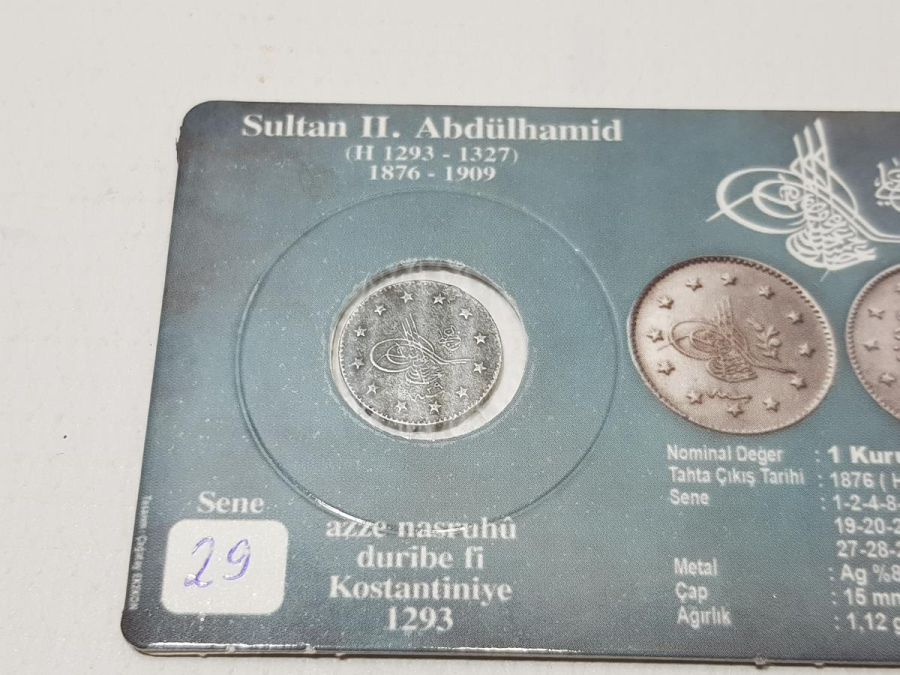 Sultan II. Abdülhamid
(H 1293 - 1327)
1876 - 1909
Nominal Değer : 1 Kuru
Tahta Çıkış Tarihi : 1876 ( H
Sene : 1-2-4-8-
19-20-2
27-28-2
Metal : Ag %8
Çap : 15 mm
Ağırlık : 1,12 g
Sene
29
azze nasruhû
duribe fî
Kostantiniye
1293